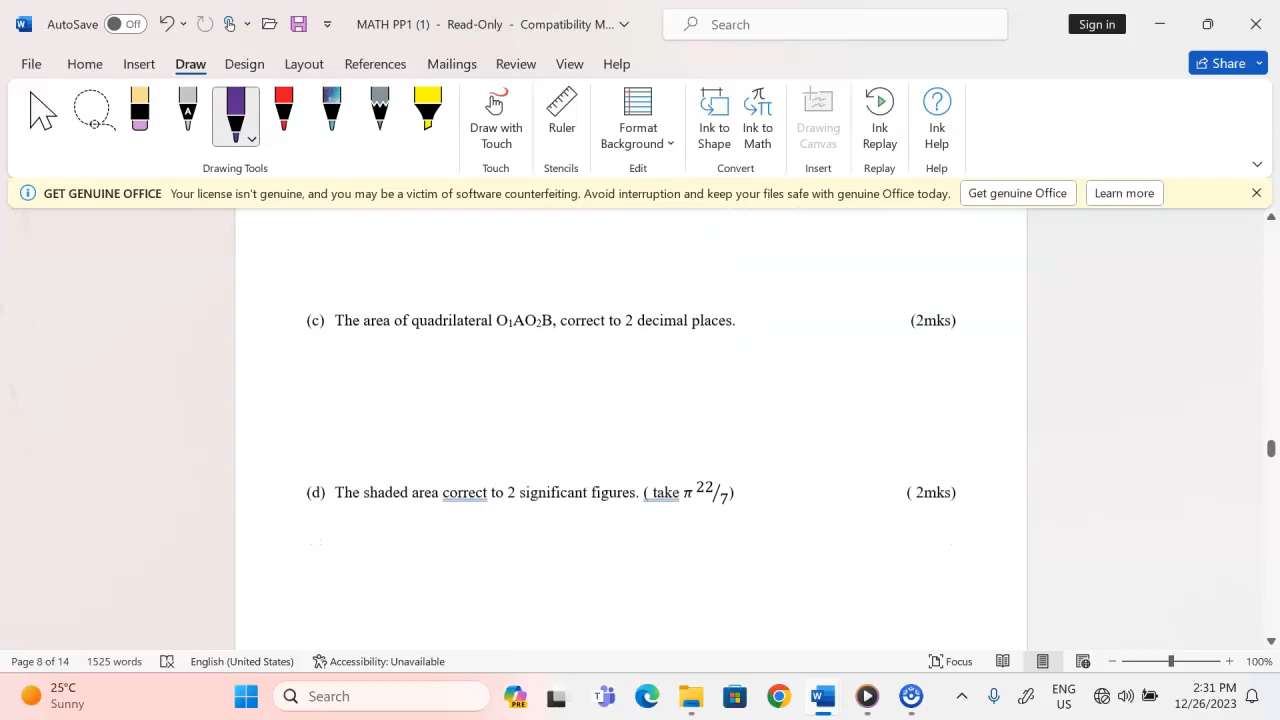 AutoSave Off MATH PP1 (1) - Read-Only - Compatibility M... Search Sign in
File Home Insert Draw Design Layout References Mailings Review View Help Share
Draw with Touch Ruler Format Background Ink to Shape Ink to Math Drawing Canvas Ink Replay Ink Help
Drawing Tools Touch Stencils Edit Convert Insert Replay Help
GET GENUINE OFFICE Your license isn't genuine, and you may be a victim of software counterfeiting. Avoid interruption and keep your files safe with genuine Office today. Get genuine Office Learn more
(c) The area of quadrilateral O₁AO₂B, correct to 2 decimal places. (2mks)
(d) The shaded area correct to 2 significant figures. ( take π 22/7) ( 2mks)
Page 8 of 14 1525 words English (United States) Accessibility: Unavailable Focus 100%
25°C Search PRE ENG 2:31 PM
Sunny US 12/26/2023